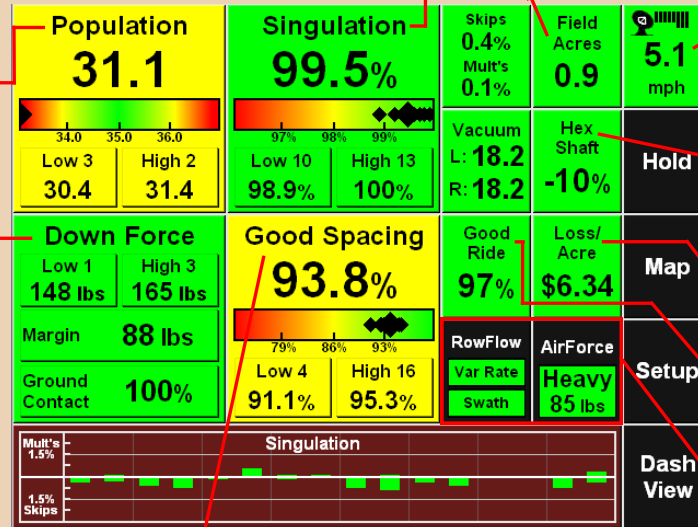 Population
31.1
34.0 35.0 36.0
Low 3 High 2
30.4 31.4
Singulation
99.5%
97% 98% 99%
Low 10 High 13
98.9% 100%
Skips
0.4%
Mult's
0.1%
Field
Acres
0.9
5.1
mph
Vacuum
L: 18.2
R: 18.2
Hex
Shaft
-10%
Hold
Down Force
Low 1 High 3
148 lbs 165 lbs
Margin 88 lbs
Ground
Contact 100%
Good Spacing
93.8%
79% 86% 93%
Low 4 High 16
91.1% 95.3%
Good
Ride
97%
Loss/
Acre
$6.34
Map
RowFlow
Var Rate
Swath
AirForce
Heavy
85 lbs
Setup
Singulation
Mult's
1.5%
1.5%
Skips
Dash
View